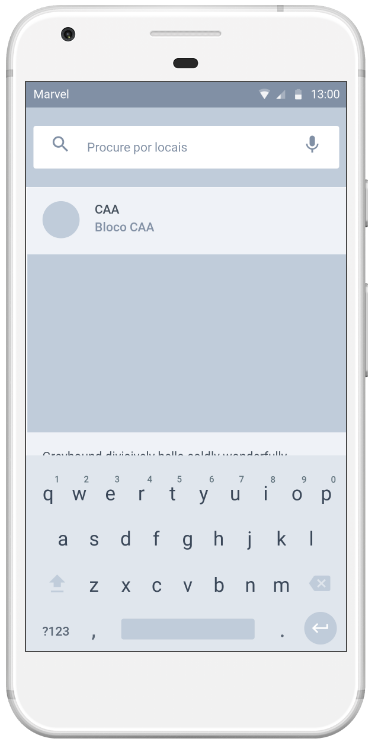 Marvel 13:00
Procure por locais
CAA
Bloco CAA
Greyhound divisively hello coldly wonderfully
1 2 3 4 5 6 7 8 9 0
q w e r t y u i o p
a s d f g h j k l
z x c v b n m
?123 , .